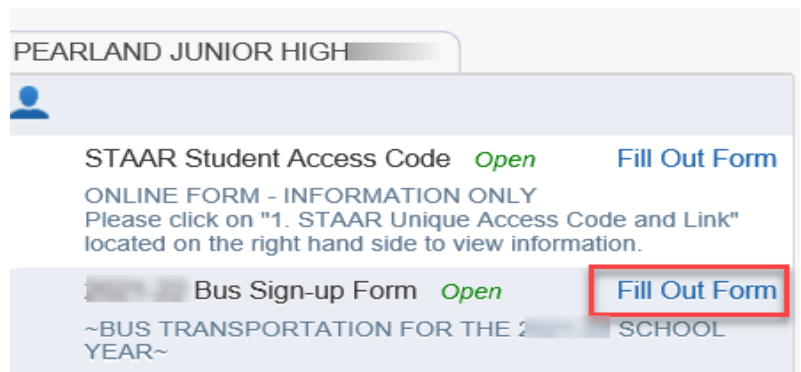 PEARLAND JUNIOR HIGH
STAAR Student Access Code Open Fill Out Form
ONLINE FORM - INFORMATION ONLY
Please click on "1. STAAR Unique Access Code and Link"
located on the right hand side to view information.
Bus Sign-up Form Open Fill Out Form
~BUS TRANSPORTATION FOR THE SCHOOL
YEAR~